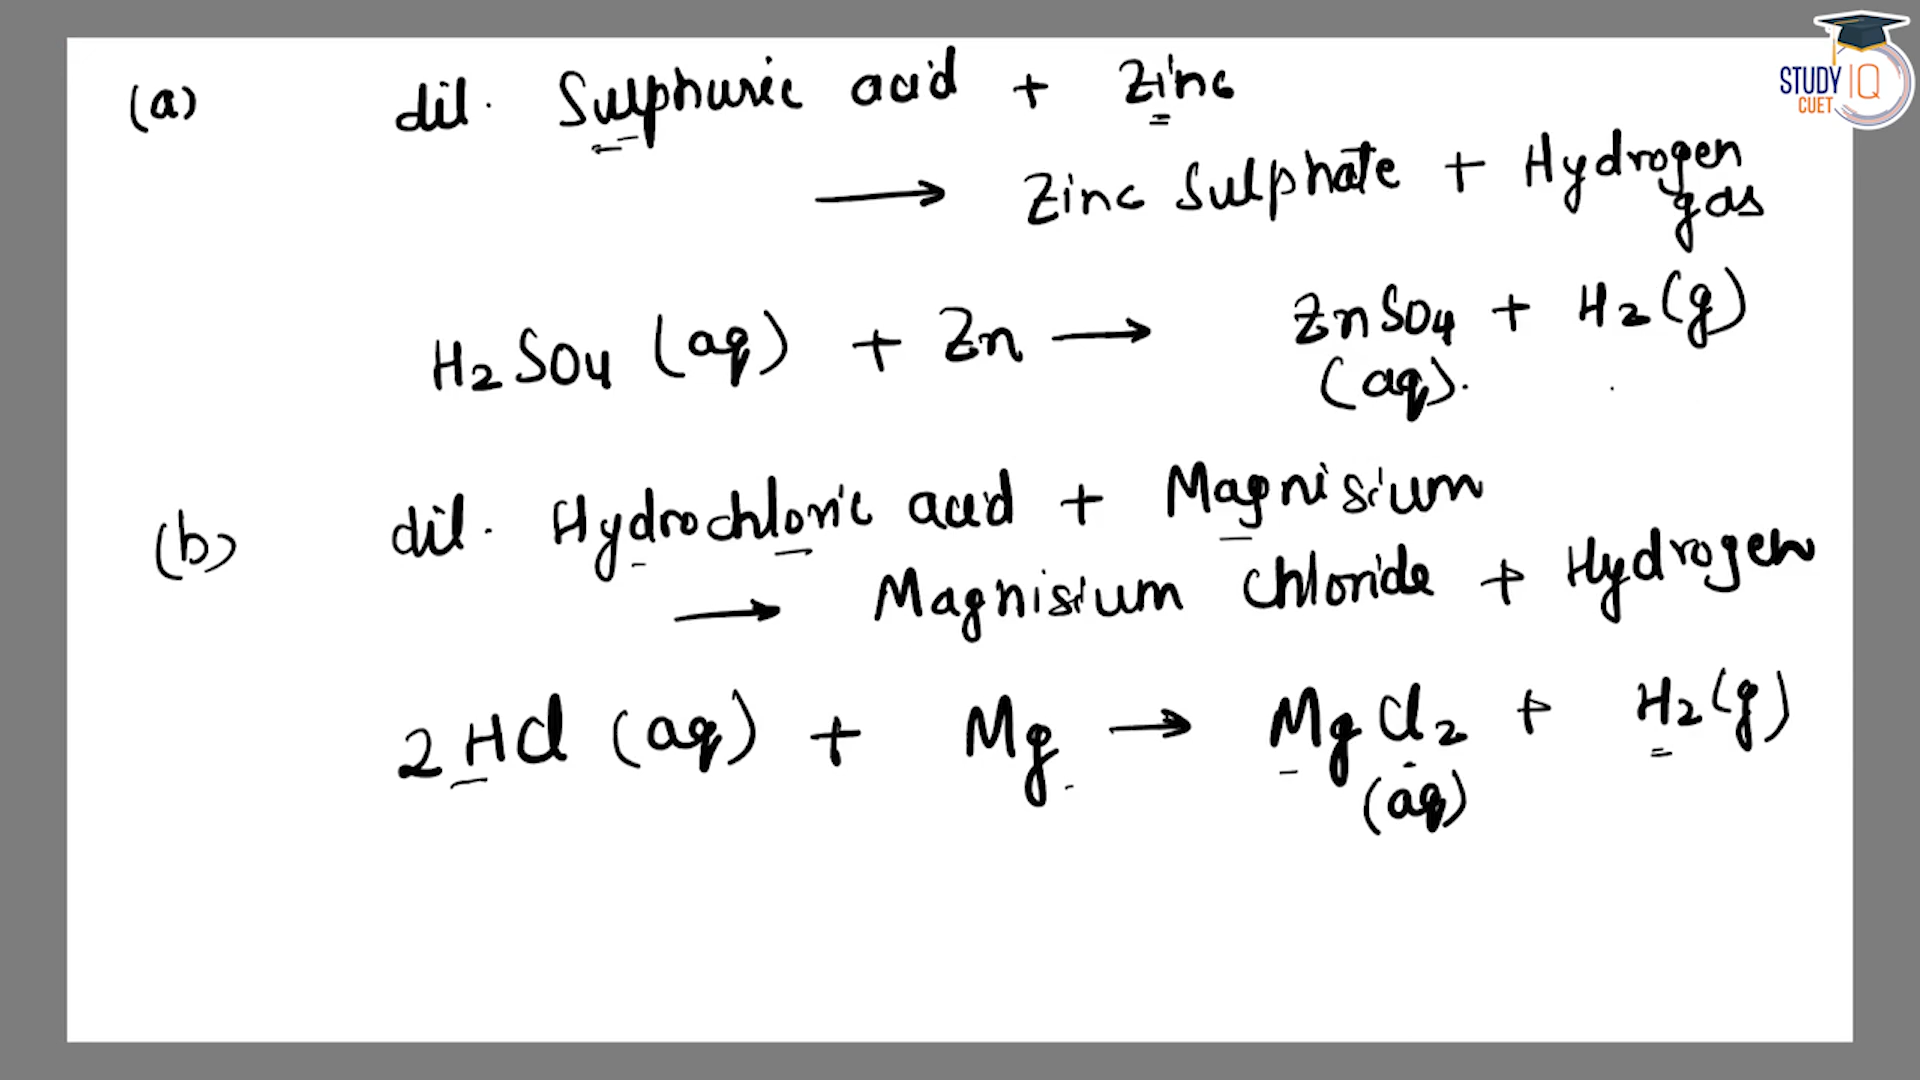 STUDY IQ
CUET
(a) dil. Sulphuric acid + Zinc
→ Zinc Sulphate + Hydrogen gas
H₂SO₄ (aq) + Zn → ZnSO₄ (aq). + H₂(g)
(b) dil. Hydrochloric acid + Magnisium
→ Magnisium Chloride + Hydrogen
2HCl (aq) + Mg → MgCl₂ (aq) + H₂(g)